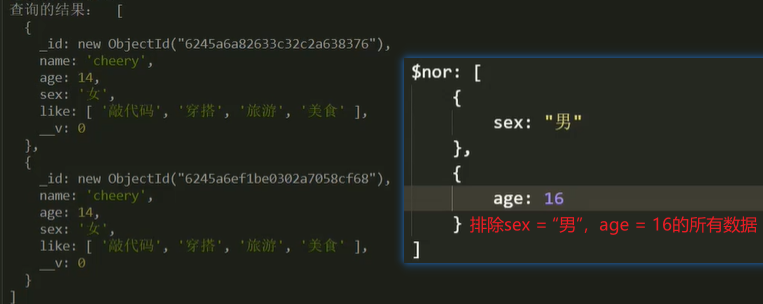 查询的结果： [
{
_id: new ObjectId("6245a6a82633c32c2a638376"),
name: 'cheery',
age: 14,
sex: '女',
like: [ '敲代码', '穿搭', '旅游', '美食' ],
__v: 0
},
{
_id: new ObjectId("6245a6ef1be0302a7058cf68"),
name: 'cheery',
age: 14,
sex: '女',
like: [ '敲代码', '穿搭', '旅游', '美食' ],
__v: 0
}
]
$nor: [
{
sex: "男"
},
{
age: 16
} 排除sex = “男”，age = 16的所有数据
]